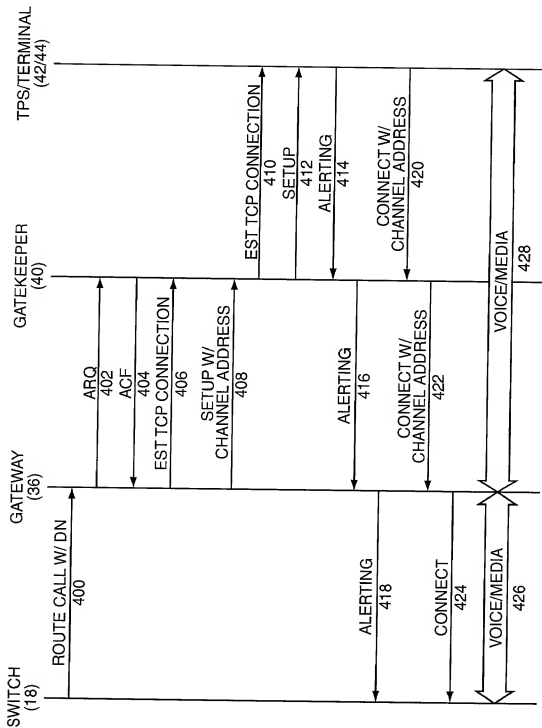 SWITCH
(18)
GATEWAY
(36)
GATEKEEPER
(40)
TPS/TERMINAL
(42/44)
ROUTE CALL W/ DN
400
ARQ
402
ACF
404
EST TCP CONNECTION
406
SETUP W/
CHANNEL ADDRESS
408
EST TCP CONNECTION
410
SETUP
412
ALERTING
414
ALERTING
416
ALERTING
418
CONNECT W/
CHANNEL ADDRESS
420
CONNECT W/
CHANNEL ADDRESS
422
CONNECT
424
VOICE/MEDIA
426
VOICE/MEDIA
428